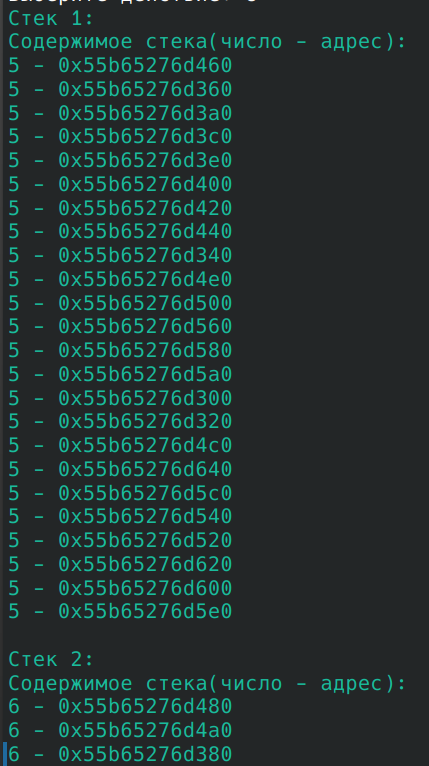 Стек 1:
Содержимое стека(число - адрес):
5 - 0x55b65276d460
5 - 0x55b65276d360
5 - 0x55b65276d3a0
5 - 0x55b65276d3c0
5 - 0x55b65276d3e0
5 - 0x55b65276d400
5 - 0x55b65276d420
5 - 0x55b65276d440
5 - 0x55b65276d340
5 - 0x55b65276d4e0
5 - 0x55b65276d500
5 - 0x55b65276d560
5 - 0x55b65276d580
5 - 0x55b65276d5a0
5 - 0x55b65276d300
5 - 0x55b65276d320
5 - 0x55b65276d4c0
5 - 0x55b65276d640
5 - 0x55b65276d5c0
5 - 0x55b65276d540
5 - 0x55b65276d520
5 - 0x55b65276d620
5 - 0x55b65276d600
5 - 0x55b65276d5e0
Стек 2:
Содержимое стека(число - адрес):
6 - 0x55b65276d480
6 - 0x55b65276d4a0
6 - 0x55b65276d380